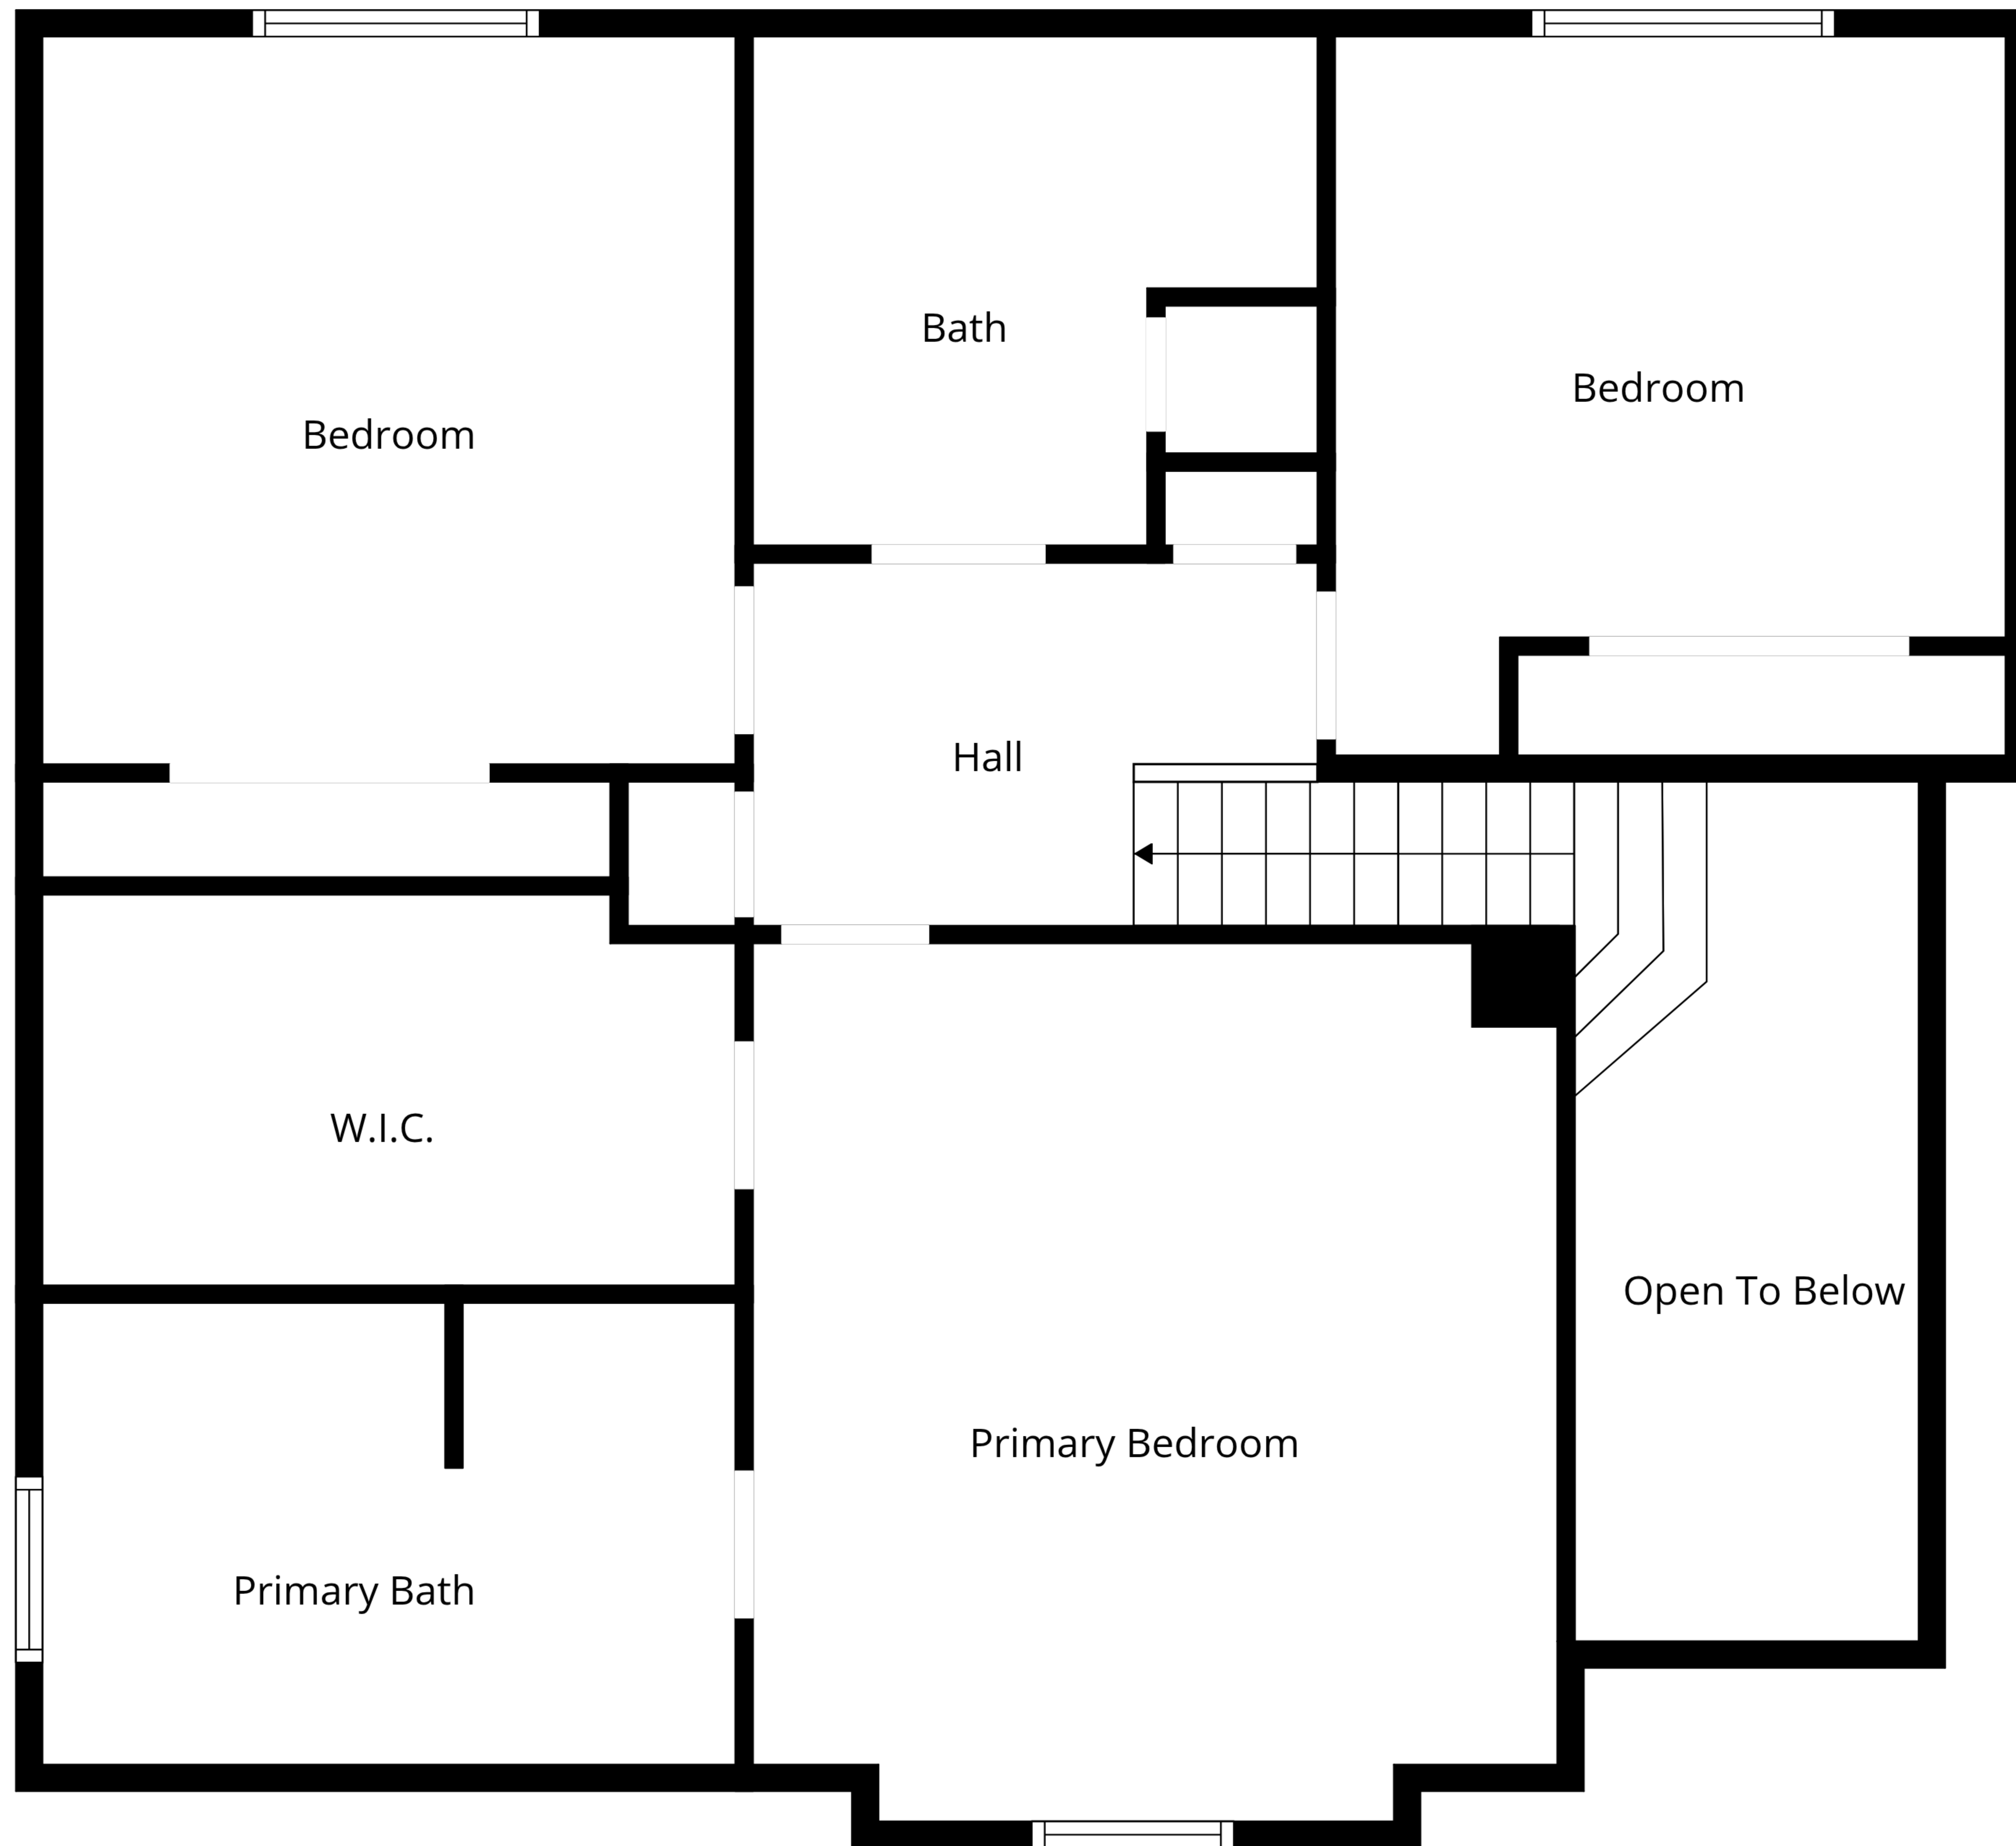 Bath
Bedroom
Bedroom
Hall
W.I.C.
Open To Below
Primary Bedroom
Primary Bath